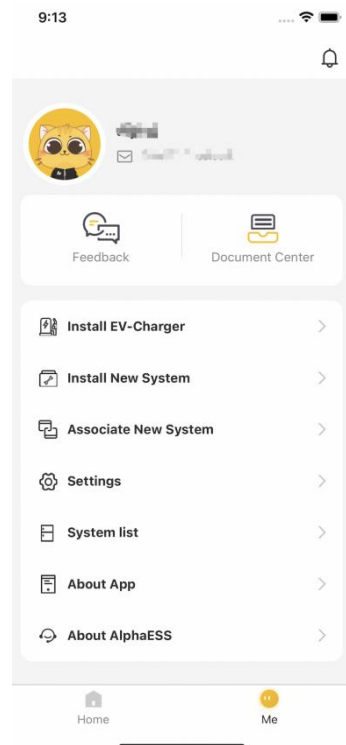 9:13
Feedback
Document Center
Install EV-Charger
Install New System
Associate New System
Settings
System list
About App
About AlphaESS
Home
Me